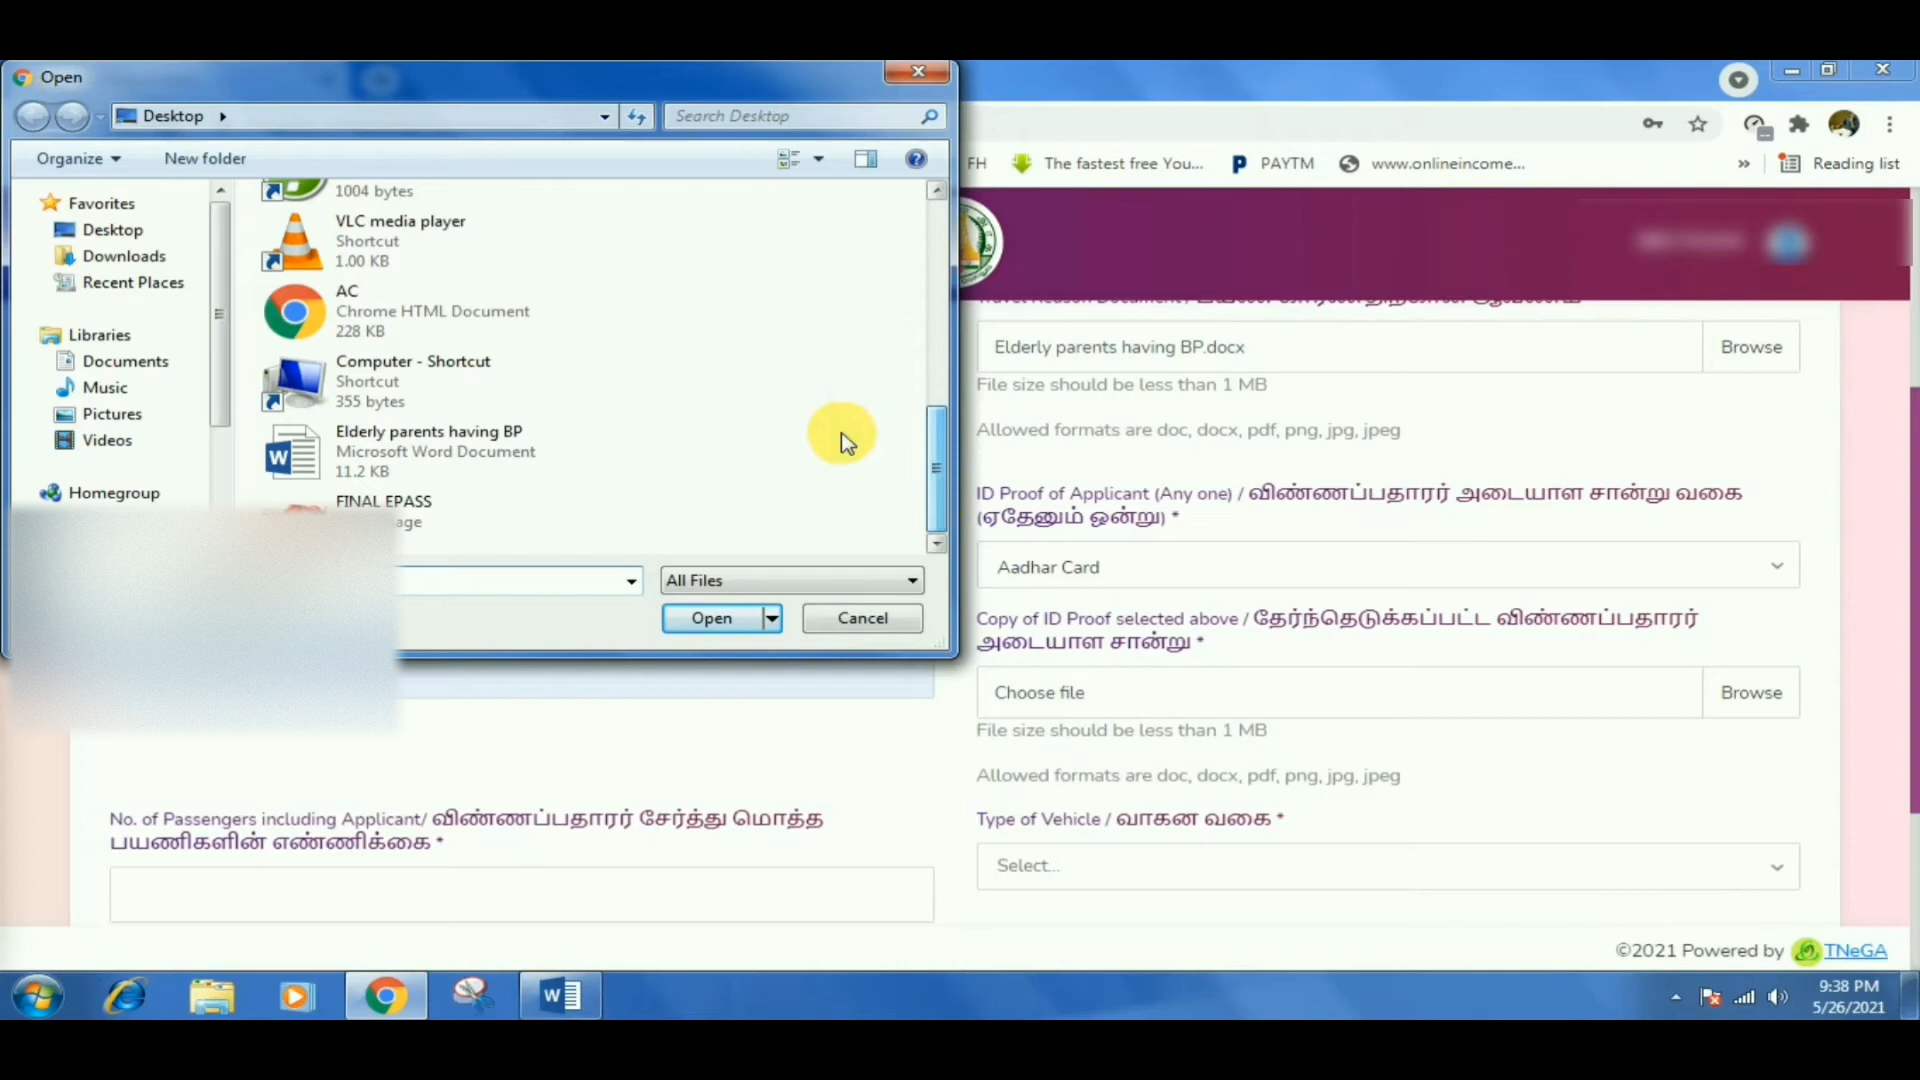 Open
Desktop
Search Desktop
Organize
New folder
Favorites
Desktop
Downloads
Recent Places
Libraries
Documents
Music
Pictures
Videos
Homegroup
1004 bytes
VLC media player
Shortcut
1.00 KB
AC
Chrome HTML Document
228 KB
Computer - Shortcut
Shortcut
355 bytes
Elderly parents having BP
Microsoft Word Document
11.2 KB
FINAL EPASS
All Files
Open
Cancel
FH
The fastest free You...
PAYTM
www.onlineincome...
»
Reading list
Elderly parents having BP.docx
Browse
File size should be less than 1 MB
Allowed formats are doc, docx, pdf, png, jpg, jpeg
ID Proof of Applicant (Any one) / விண்ணப்பதாரர் அடையாள சான்று வகை
(ஏதேனும் ஒன்று) *
Aadhar Card
Copy of ID Proof selected above / தேர்ந்தெடுக்கப்பட்ட விண்ணப்பதாரர்
அடையாள சான்று *
Choose file
Browse
File size should be less than 1 MB
Allowed formats are doc, docx, pdf, png, jpg, jpeg
No. of Passengers including Applicant/ விண்ணப்பதாரர் சேர்த்து மொத்த
பயணிகளின் எண்ணிக்கை *
Type of Vehicle / வாகன வகை *
Select...
©2021 Powered by TNeGA
9:38 PM
5/26/2021